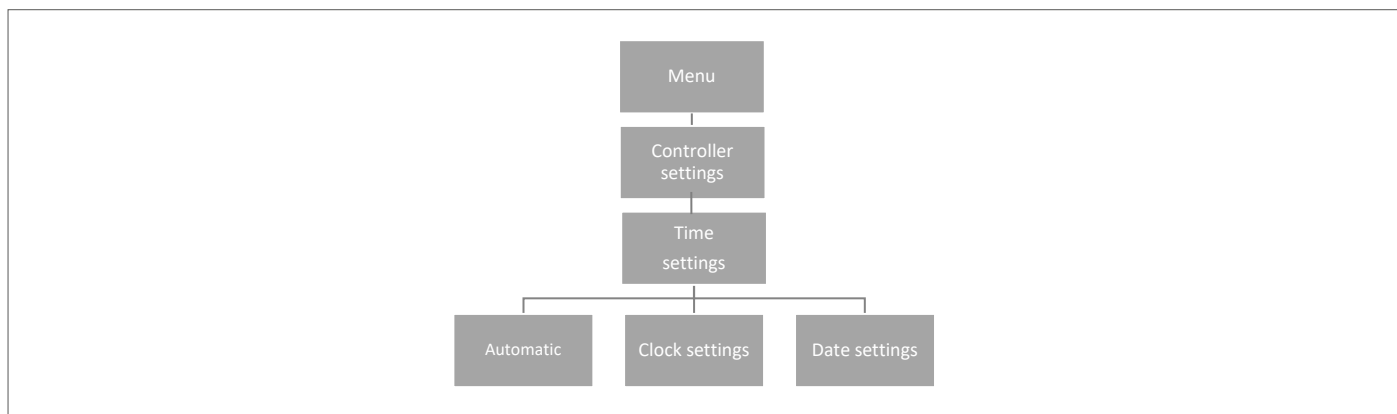 Menu
Controller
settings
Time
settings
Automatic
Clock settings
Date settings